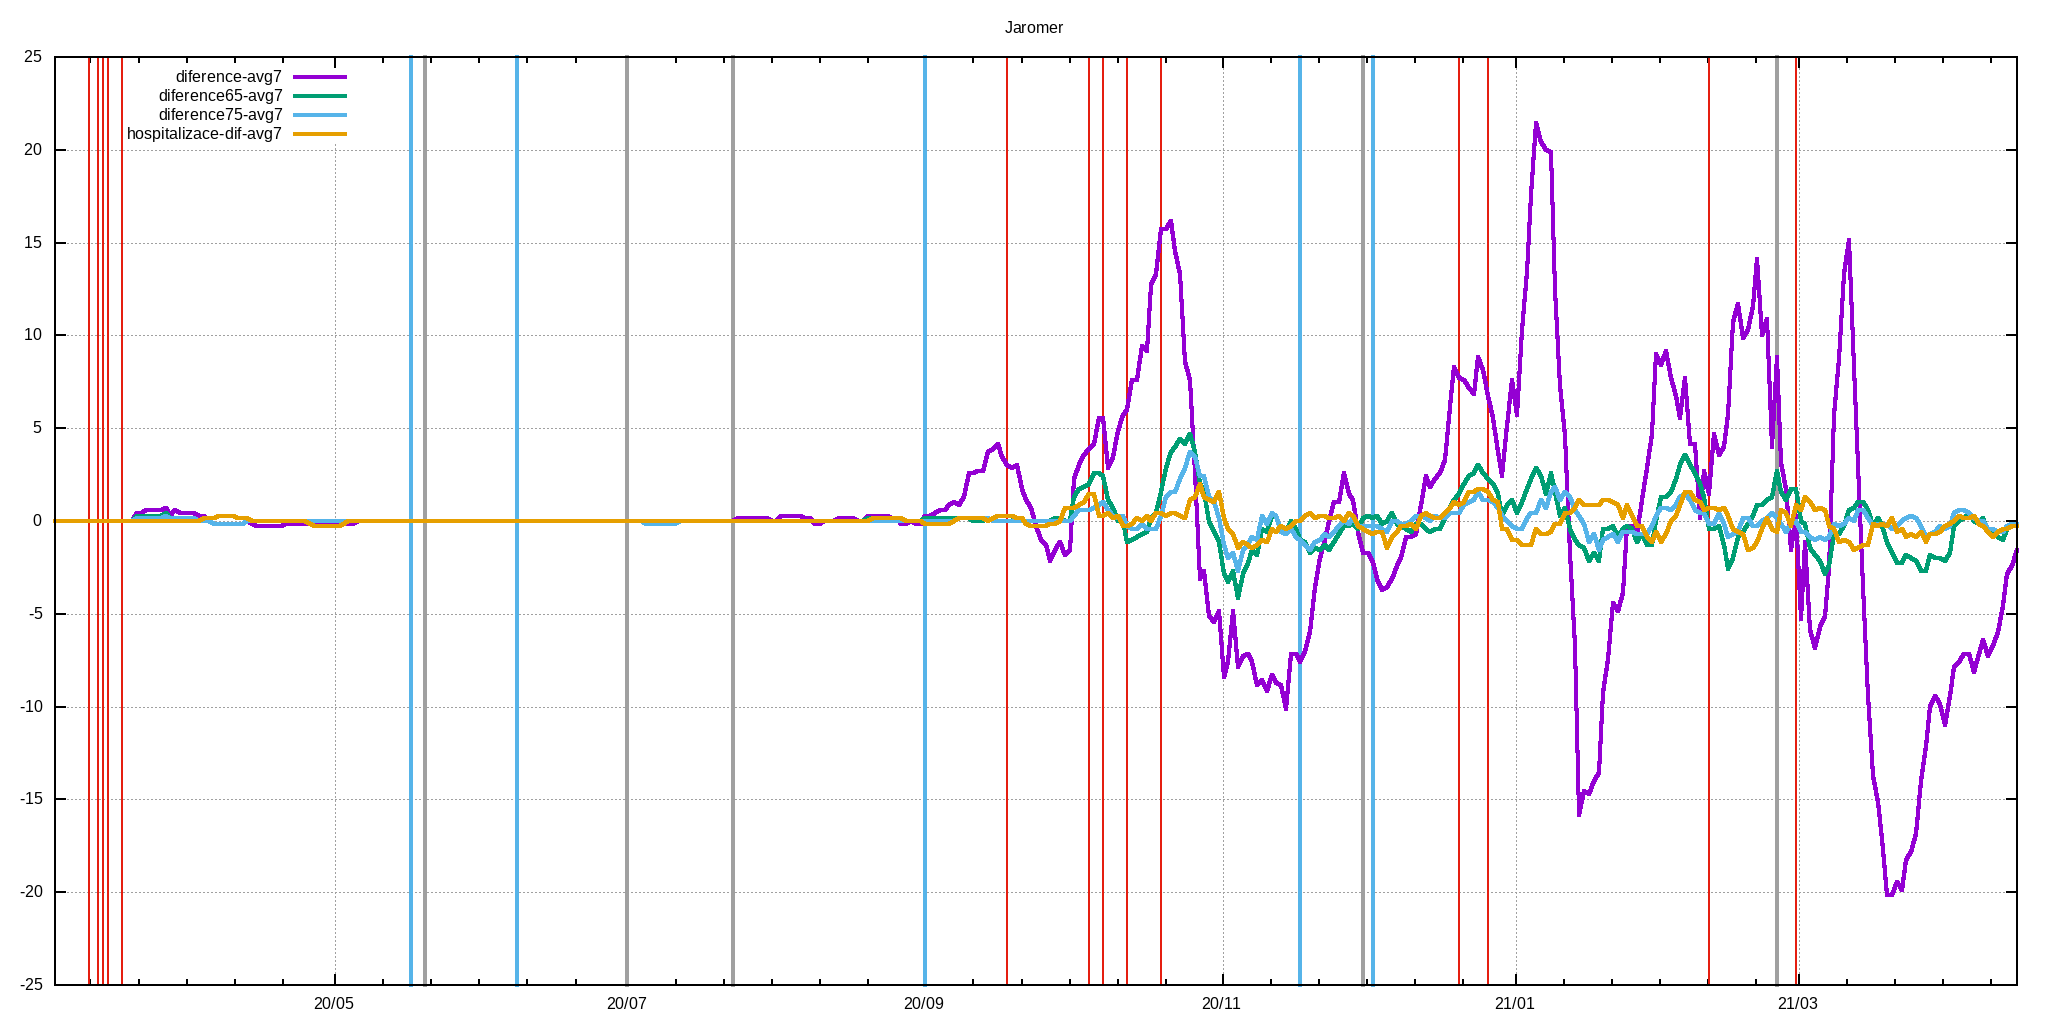 Jaromer
diference-avg7
diference65-avg7
diference75-avg7
hospitalizace-dif-avg7
25
20
15
10
5
0
-5
-10
-15
-20
-25
20/05 20/07 20/09 20/11 21/01 21/03